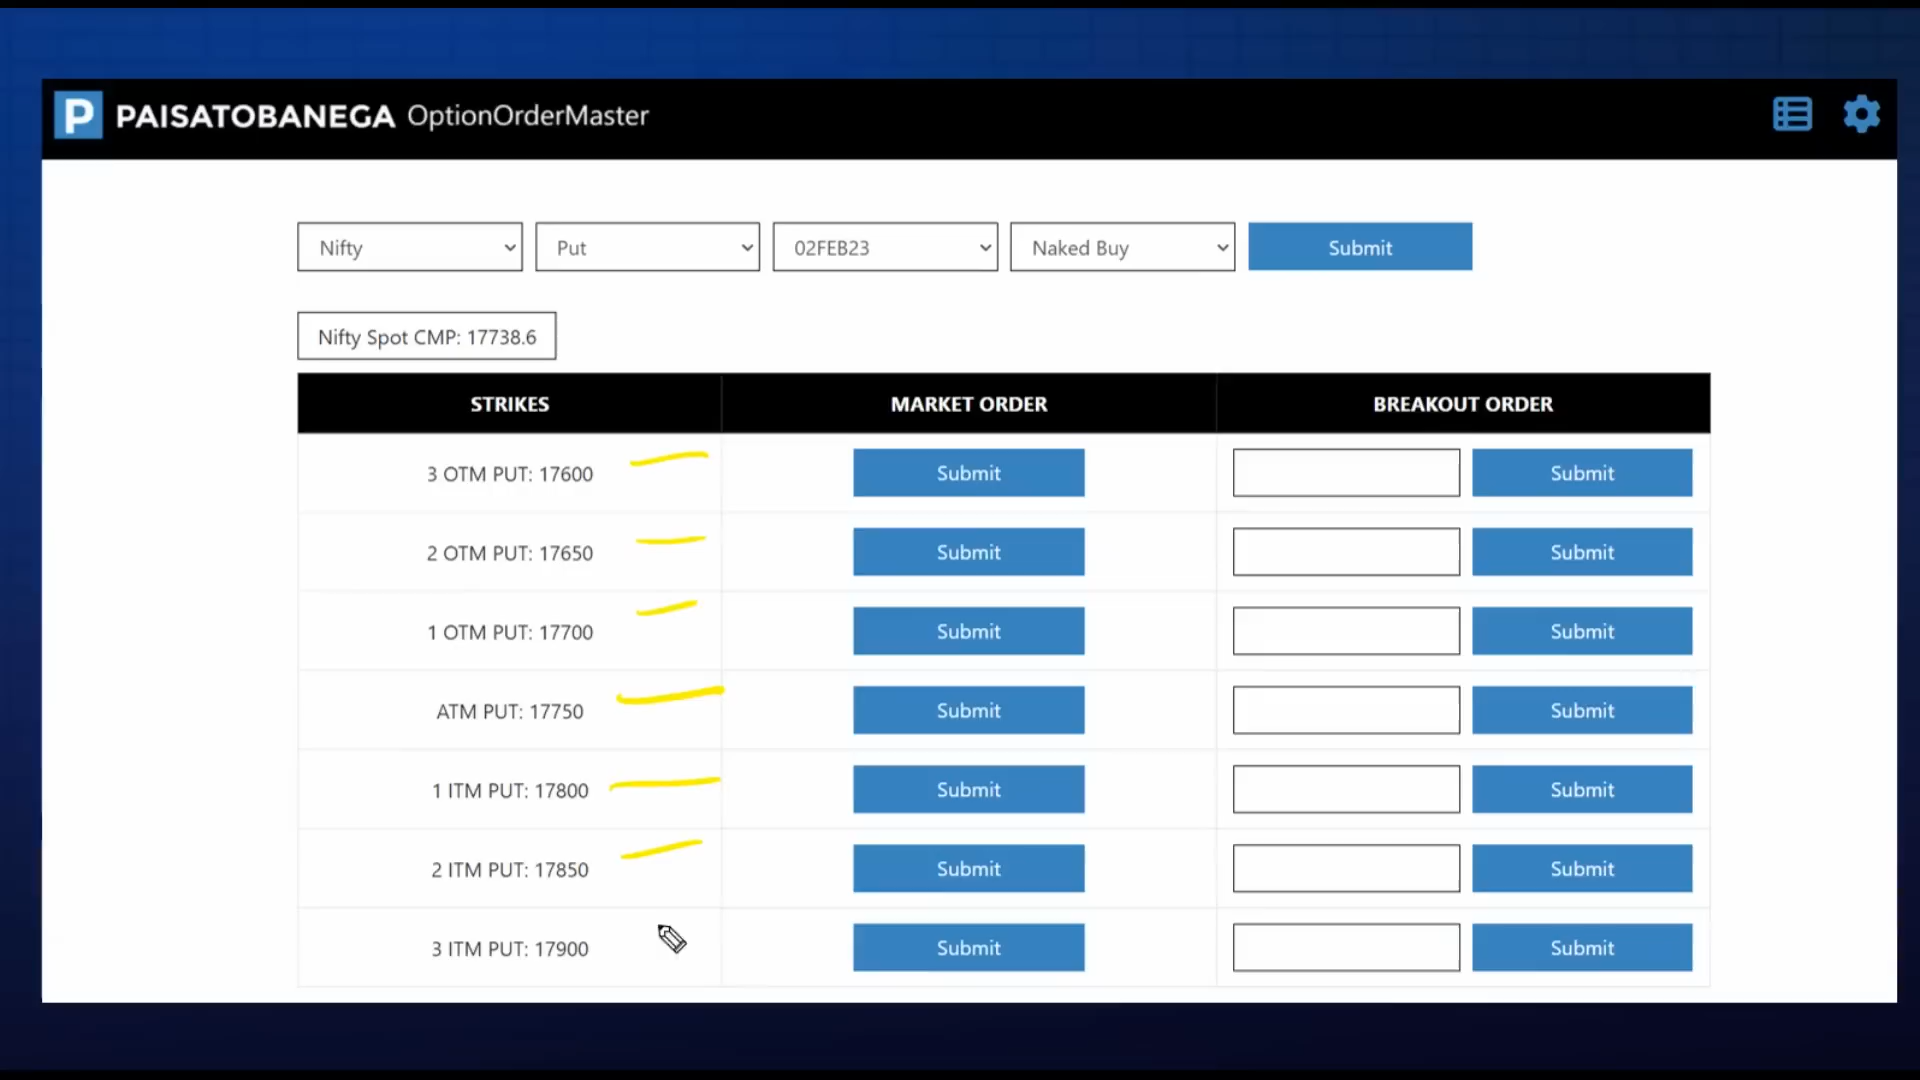 P PAISATOBANEGA OptionOrderMaster
Nifty Put 02FEB23 Naked Buy Submit
Nifty Spot CMP: 17738.6
STRIKES MARKET ORDER BREAKOUT ORDER
3 OTM PUT: 17600 Submit Submit
2 OTM PUT: 17650 Submit Submit
1 OTM PUT: 17700 Submit Submit
ATM PUT: 17750 Submit Submit
1 ITM PUT: 17800 Submit Submit
2 ITM PUT: 17850 Submit Submit
3 ITM PUT: 17900 Submit Submit